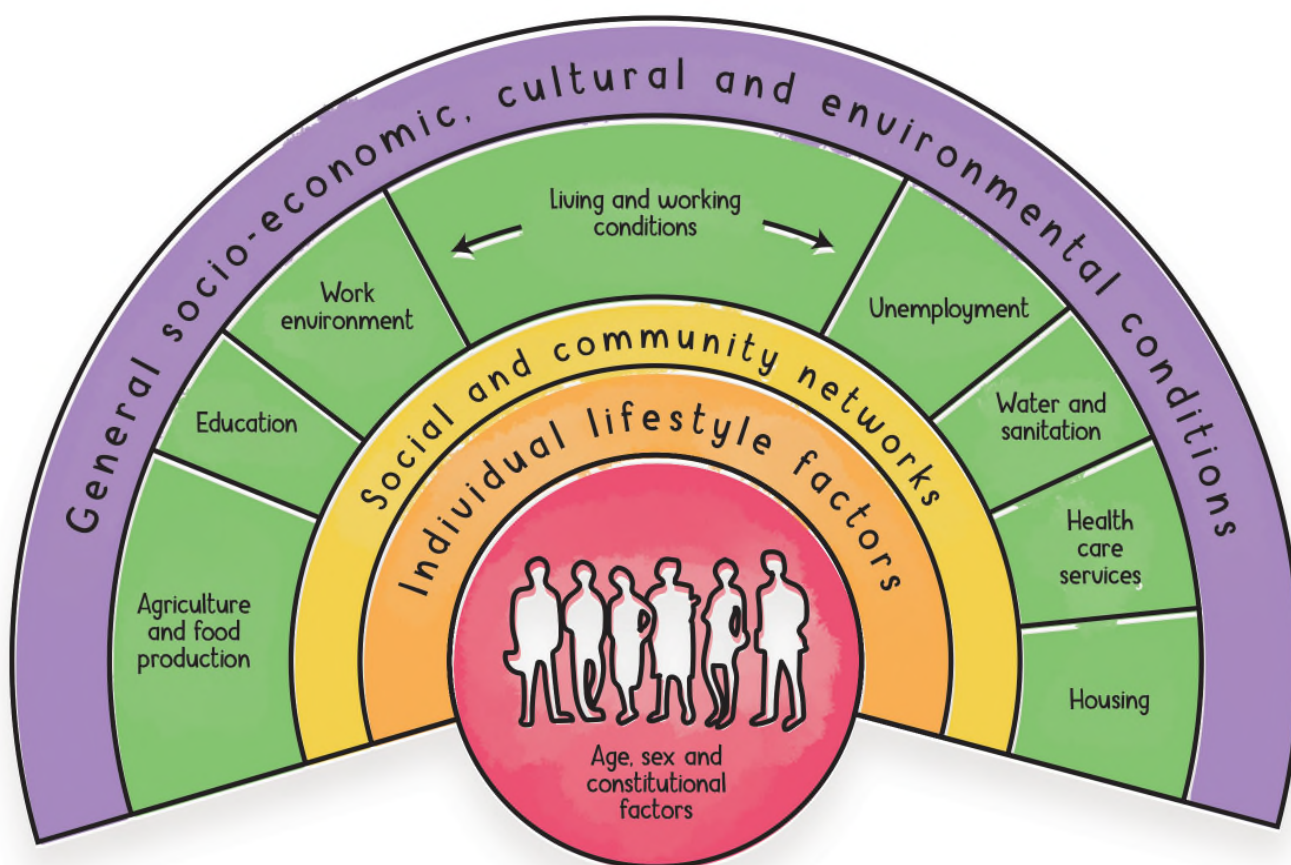 General socio-economic, cultural and environmental conditions
Living and working
conditions
Work
environment
Unemployment
Education
Water and
sanitation
Agriculture
and food
production
Health
care
services
Housing
Social and community networks
Individual lifestyle factors
Age, sex and
constitutional
factors